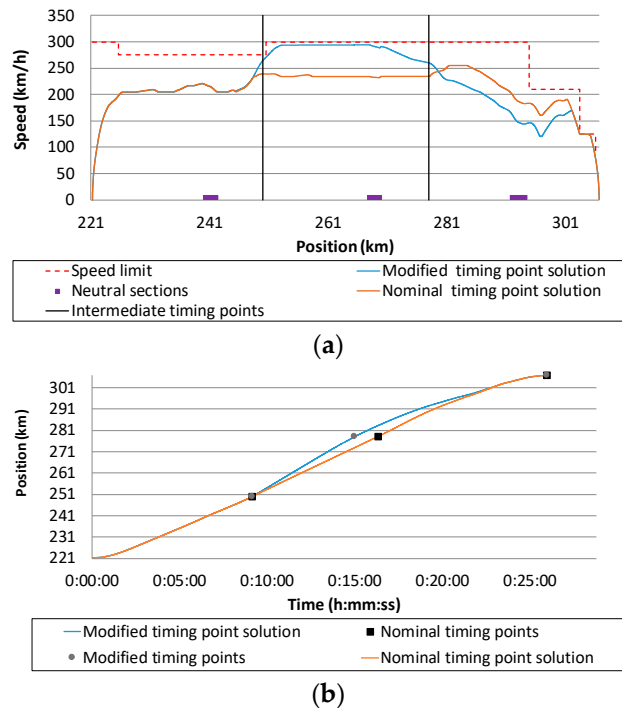 350
300
250
200
150
100
50
0
Speed (km/h)
221 241 261 281 301
Position (km)
Speed limit
Modified timing point solution
Neutral sections
Nominal timing point solution
Intermediate timing points
(a)
301
291
281
271
261
251
241
231
221
Position (km)
0:00:00 0:05:00 0:10:00 0:15:00 0:20:00 0:25:00
Time (h:mm:ss)
Modified timing point solution
Nominal timing points
Modified timing points
Nominal timing point solution
(b)